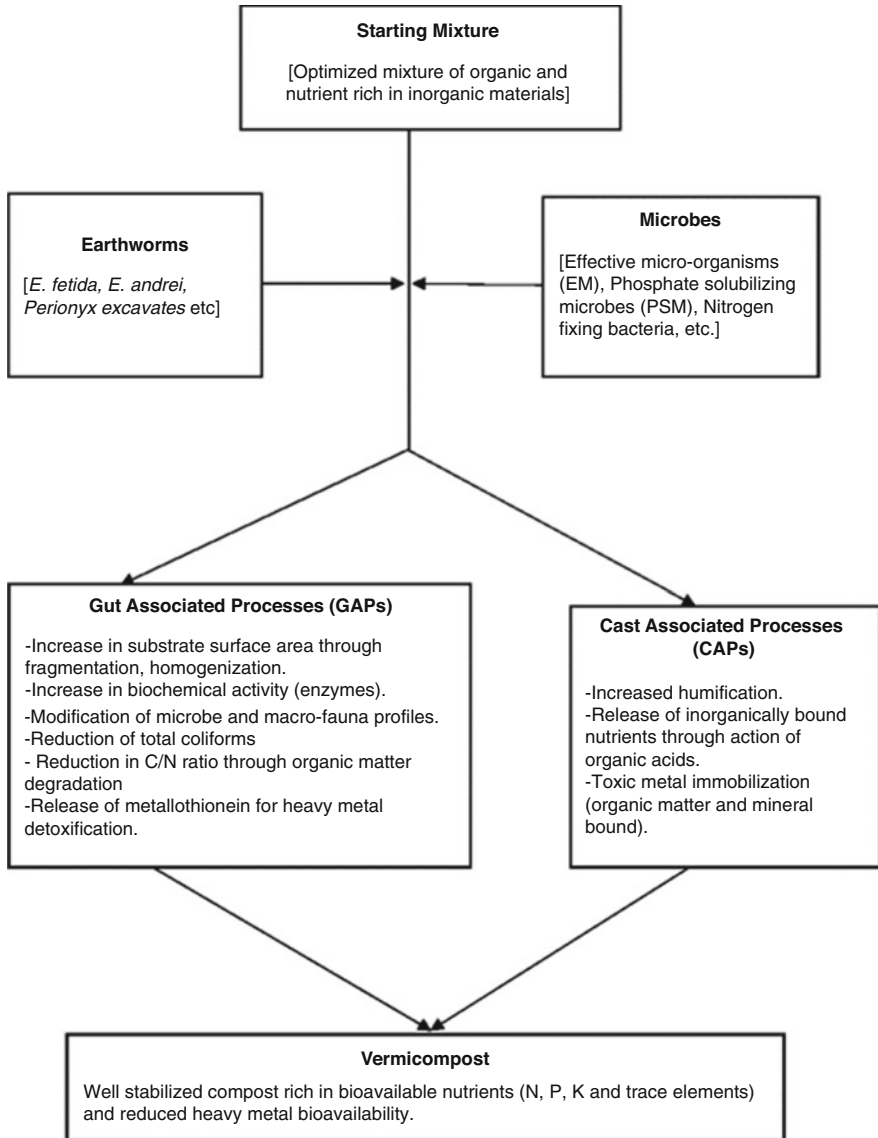 Starting Mixture
[Optimized mixture of organic and
nutrient rich in inorganic materials]
Earthworms
[E. fetida, E. andrei,
Perionyx excavates etc]
Microbes
[Effective micro-organisms
(EM), Phosphate solubilizing
microbes (PSM), Nitrogen
fixing bacteria, etc.]
Gut Associated Processes (GAPs)
-Increase in substrate surface area through
fragmentation, homogenization.
-Increase in biochemical activity (enzymes).
-Modification of microbe and macro-fauna profiles.
-Reduction of total coliforms
- Reduction in C/N ratio through organic matter
degradation
-Release of metallothionein for heavy metal
detoxification.
Cast Associated Processes
(CAPs)
-Increased humification.
-Release of inorganically bound
nutrients through action of
organic acids.
-Toxic metal immobilization
(organic matter and mineral
bound).
Vermicompost
Well stabilized compost rich in bioavailable nutrients (N, P, K and trace elements)
and reduced heavy metal bioavailability.